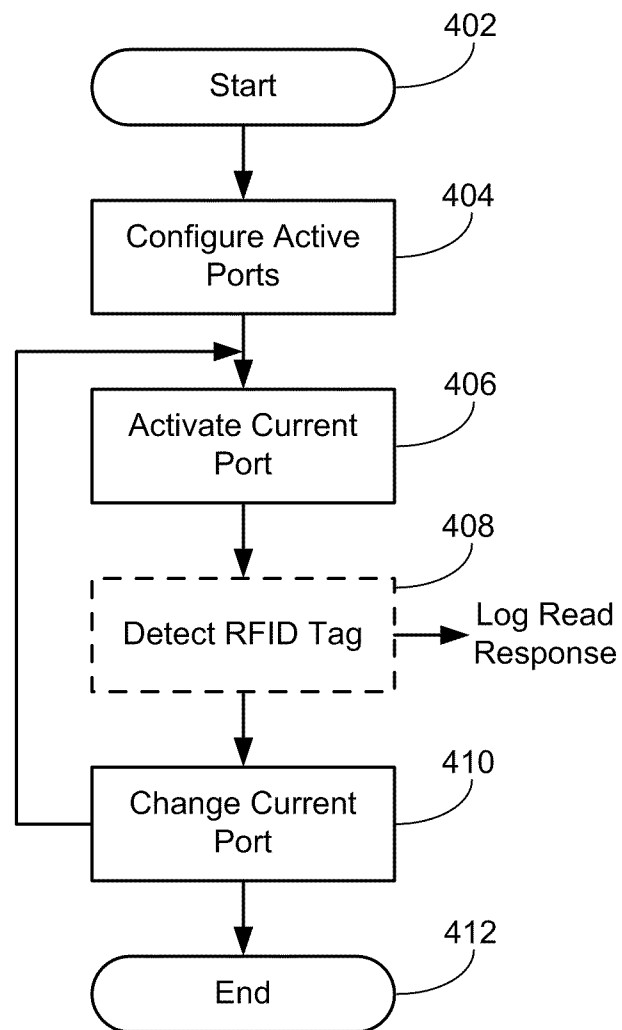 402
Start
404
Configure Active
Ports
406
Activate Current
Port
408
Detect RFID Tag
Log Read
Response
410
Change Current
Port
412
End